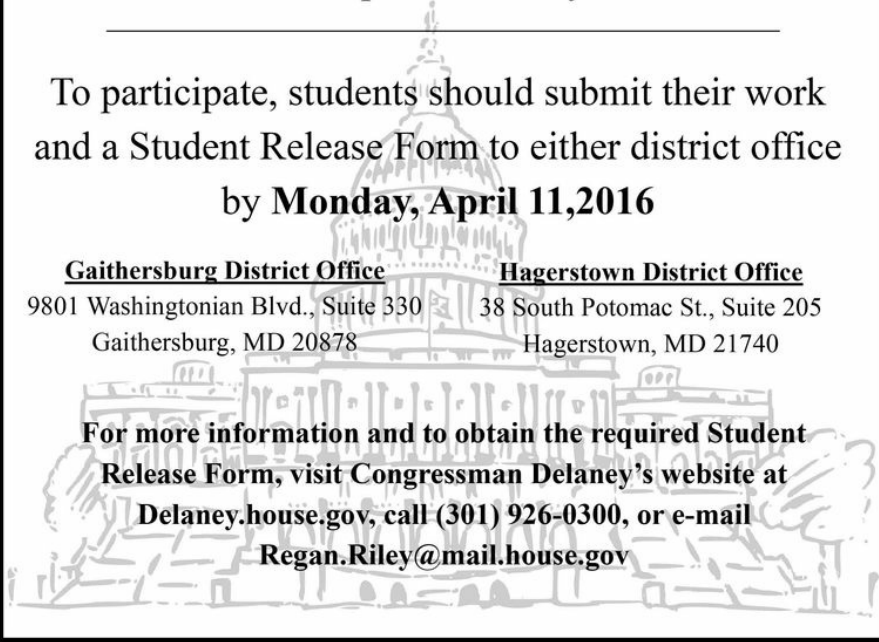 To participate, students should submit their work
and a Student Release Form to either district office
by Monday, April 11,2016
Gaithersburg District Office
9801 Washingtonian Blvd., Suite 330
Gaithersburg, MD 20878
Hagerstown District Office
38 South Potomac St., Suite 205
Hagerstown, MD 21740
For more information and to obtain the required Student
Release Form, visit Congressman Delaney’s website at
Delaney.house.gov, call (301) 926-0300, or e-mail
Regan.Riley@mail.house.gov